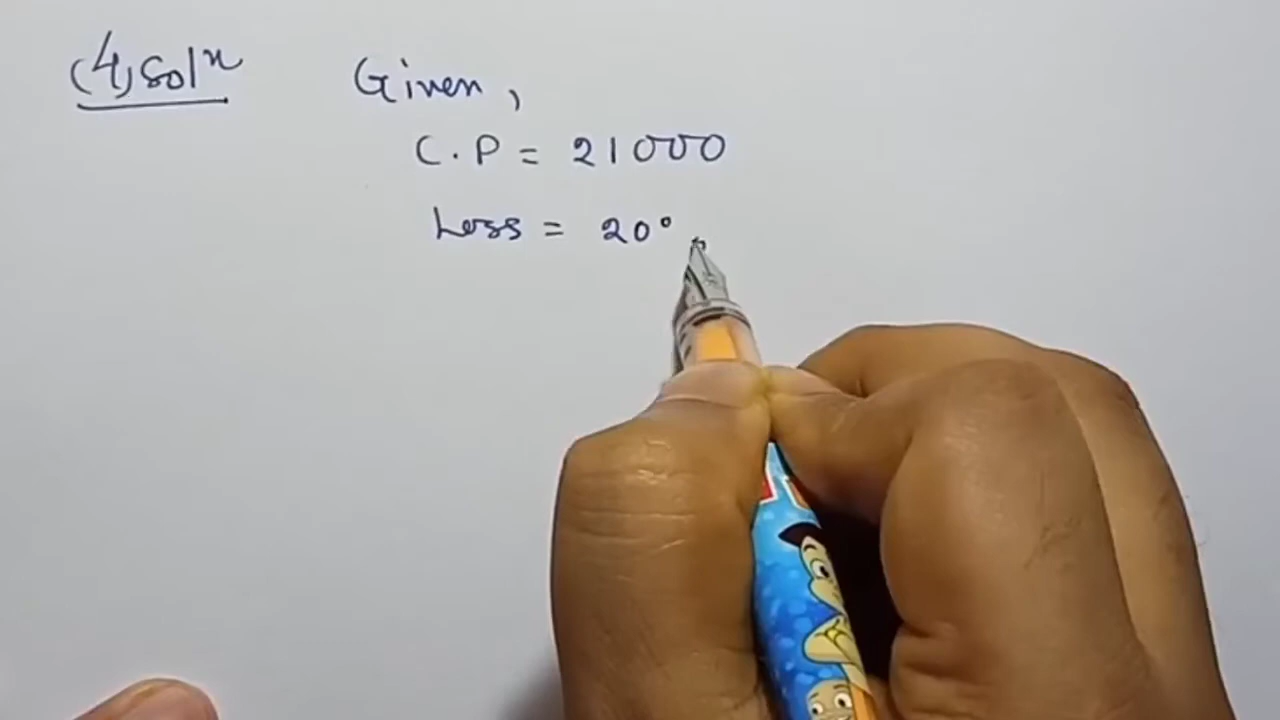 (4) Solⁿ Given,
C.P = 21000
Loss = 20°